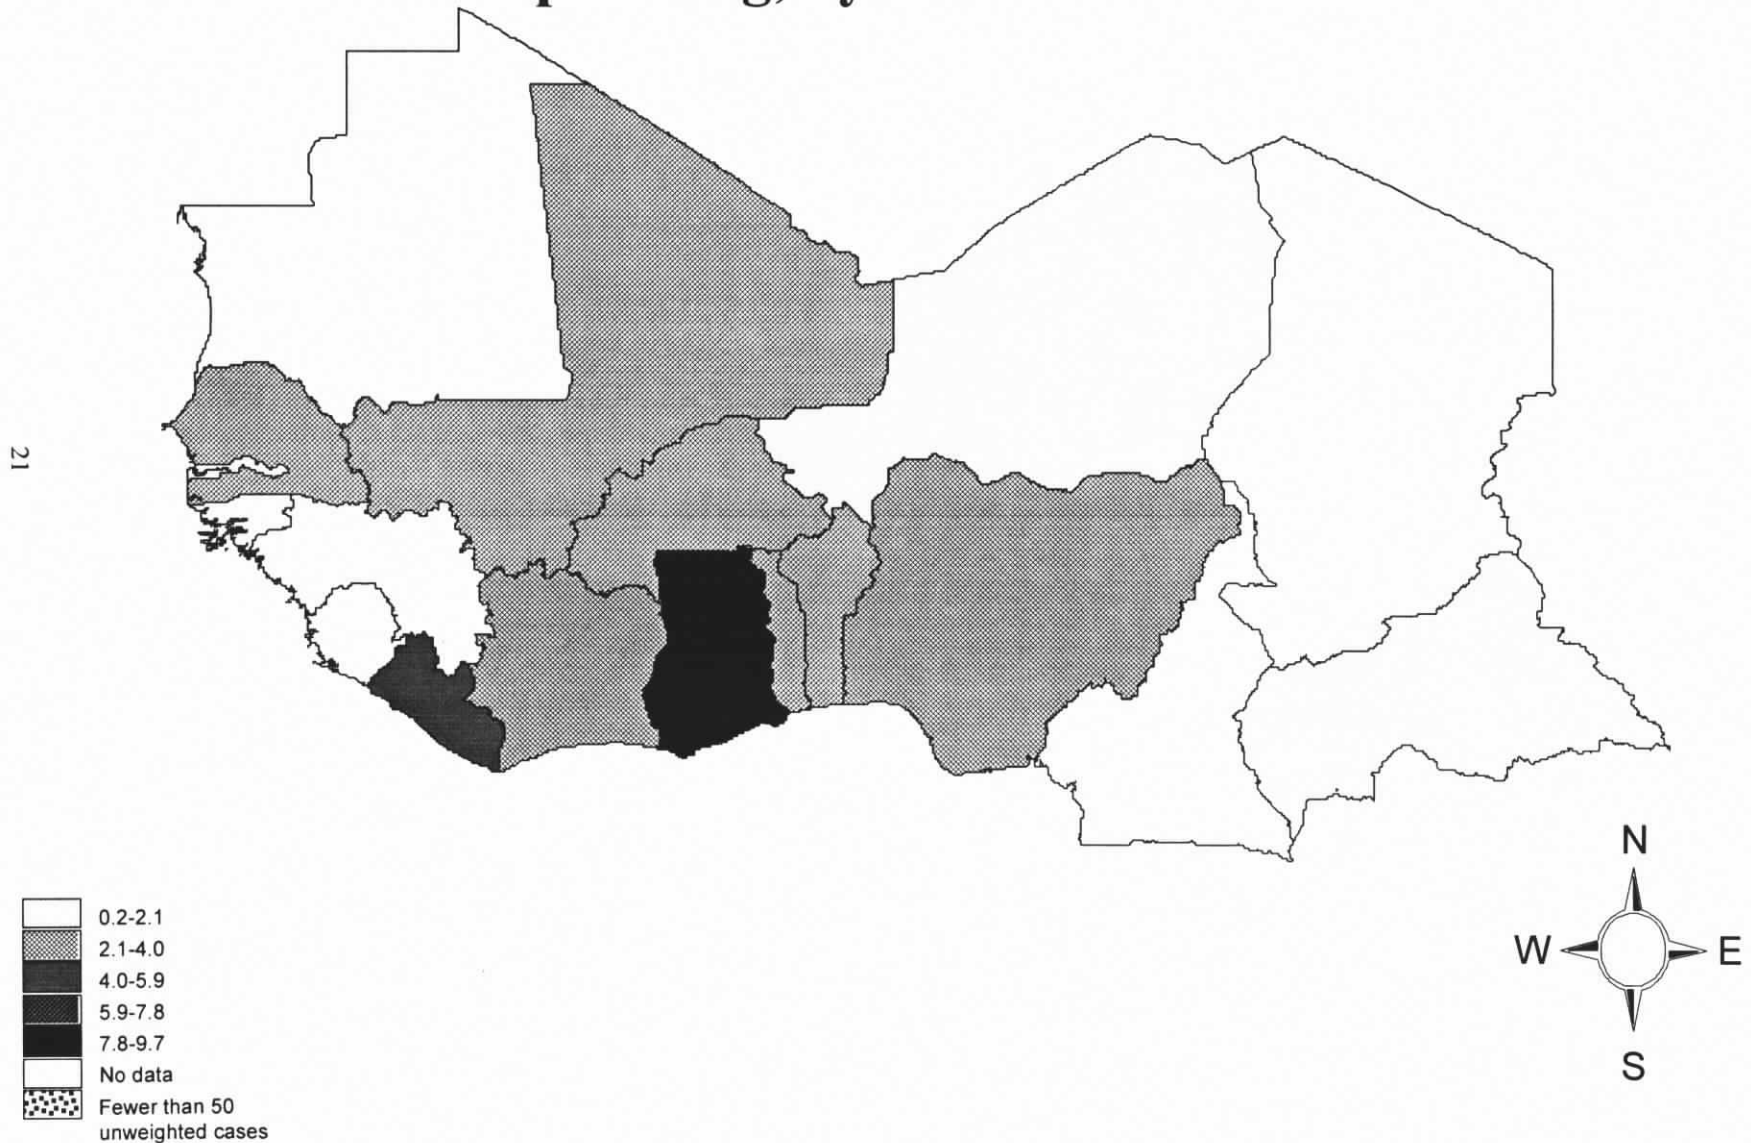 21
0.2-2.1
2.1-4.0
4.0-5.9
5.9-7.8
7.8-9.7
No data
Fewer than 50
unweighted cases
N
W
E
S